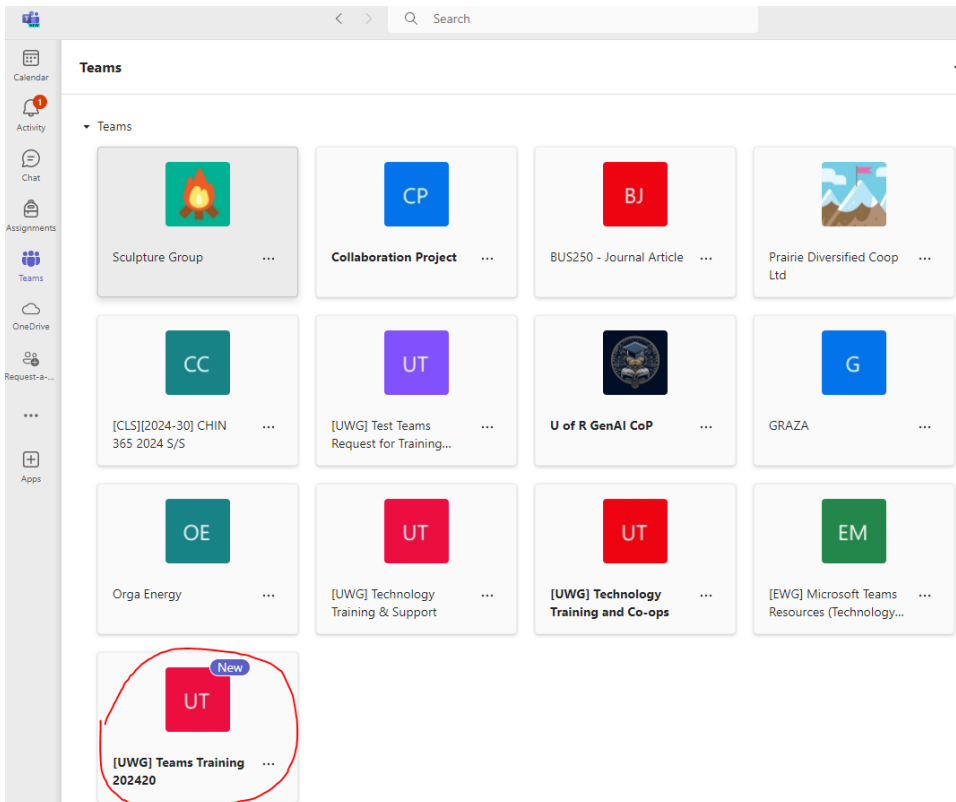 Search
Calendar
1
Activity
Chat
Assignments
Teams
OneDrive
Request-a-...
Apps
Teams
Teams
Sculpture Group
CP
Collaboration Project
BJ
BUS250 - Journal Article
Prairie Diversified Coop
Ltd
CC
[CLS][2024-30] CHIN
365 2024 S/S
UT
[UWG] Test Teams
Request for Training...
U of R GenAI CoP
G
GRAZA
OE
Orga Energy
UT
[UWG] Technology
Training & Support
UT
[UWG] Technology
Training and Co-ops
EM
[EWG] Microsoft Teams
Resources (Technology...
New
UT
[UWG] Teams Training
202420